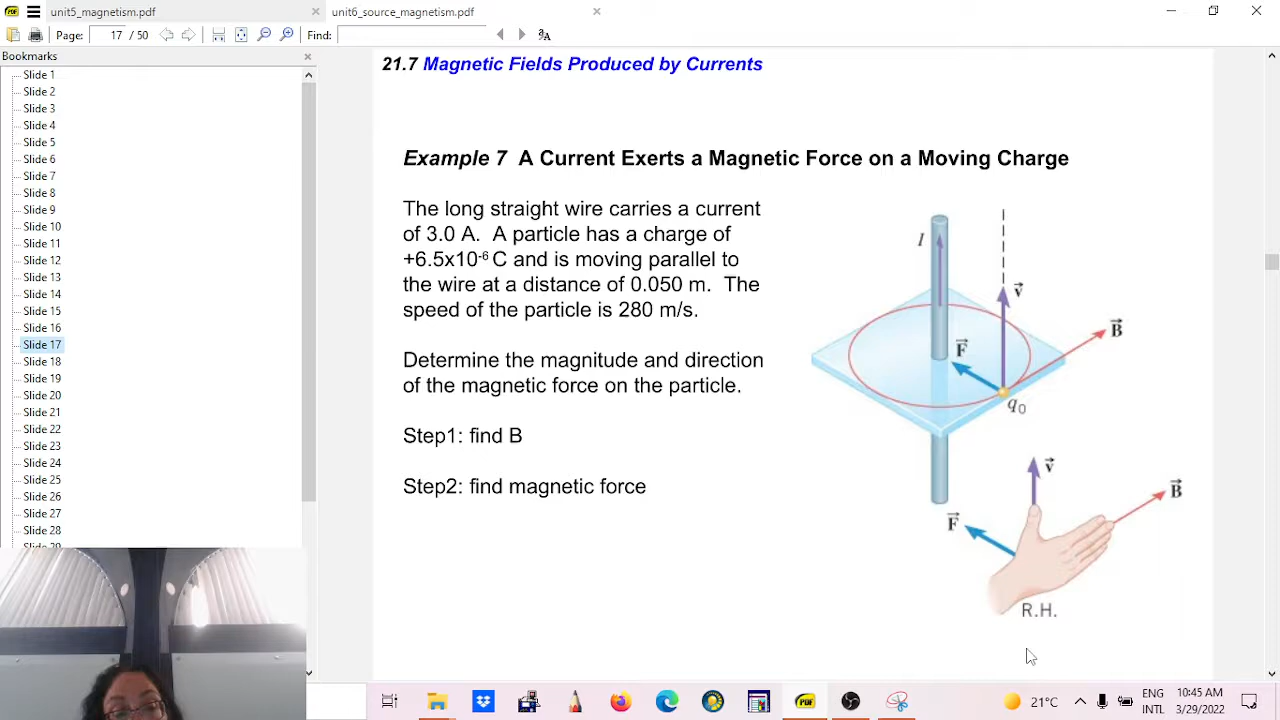 unit5_magnetism.pdf
unit6_source_magnetism.pdf
Page: 17 / 50
Find:
Bookmarks
Slide 1
Slide 2
Slide 3
Slide 4
Slide 5
Slide 6
Slide 7
Slide 8
Slide 9
Slide 10
Slide 11
Slide 12
Slide 13
Slide 14
Slide 15
Slide 16
Slide 17
Slide 18
Slide 19
Slide 20
Slide 21
Slide 22
Slide 23
Slide 24
Slide 25
Slide 26
Slide 27
Slide 28
Slide 29
21.7 Magnetic Fields Produced by Currents
Example 7 A Current Exerts a Magnetic Force on a Moving Charge
The long straight wire carries a current
of 3.0 A. A particle has a charge of
+6.5x10⁻⁶ C and is moving parallel to
the wire at a distance of 0.050 m. The
speed of the particle is 280 m/s.
Determine the magnitude and direction
of the magnetic force on the particle.
Step1: find B
Step2: find magnetic force
I
v⃗
B⃗
F⃗
q₀
v⃗
B⃗
F⃗
R.H.
PDF
21°C
ENG
INTL
10:43 AM
3/29/2022